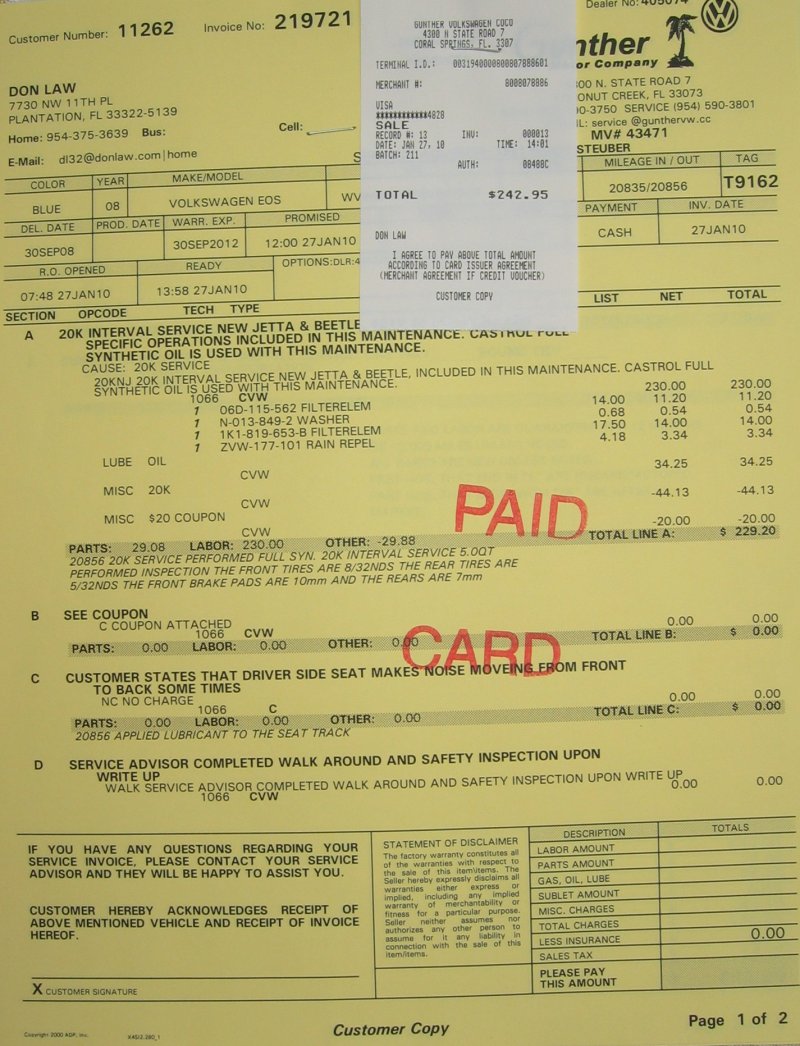 Customer Number: 11262
Invoice No: 219721
DON LAW
7730 NW 11TH PL
PLANTATION, FL 33322-5139
Home: 954-375-3639 Bus: Cell:
E-Mail: dl32@donlaw.com|home
GUNTHER VOLKSWAGEN COCO
4300 N STATE ROAD 7
CORAL SPRINGS, FL. 3307
TERMINAL I.D.: 0031940000800807888601
MERCHANT #: 8008078886
VISA
************4828
SALE
RECORD #: 13 INV: 000013
DATE: JAN 27, 10 TIME: 14:01
BATCH: 211
AUTH: 08488C
TOTAL $242.95
DON LAW
I AGREE TO PAY ABOVE TOTAL AMOUNT
ACCORDING TO CARD ISSUER AGREEMENT
(MERCHANT AGREEMENT IF CREDIT VOUCHER)
CUSTOMER COPY
Dealer No: 405074
nther
or Company
00 N. STATE ROAD 7
ONUT CREEK, FL 33073
0-3750 SERVICE (954) 590-3801
IL: service @gunthervw.cc
MV# 43471
STEUBER
COLOR YEAR MAKE/MODEL MILEAGE IN / OUT TAG
BLUE 08 VOLKSWAGEN EOS WV 20835/20856 T9162
DEL. DATE PROD. DATE WARR. EXP. PROMISED PAYMENT INV. DATE
30SEP08 30SEP2012 12:00 27JAN10 CASH 27JAN10
R.O. OPENED READY OPTIONS:DLR:4
07:48 27JAN10 13:58 27JAN10
SECTION OPCODE TECH TYPE LIST NET TOTAL
A 20K INTERVAL SERVICE NEW JETTA & BEETLE
SPECIFIC OPERATIONS INCLUDED IN THIS MAINTENANCE. CASTROL FULL
SYNTHETIC OIL IS USED WITH THIS MAINTENANCE.
CAUSE: 20K SERVICE
20KNJ 20K INTERVAL SERVICE NEW JETTA & BEETLE, INCLUDED IN THIS MAINTENANCE. CASTROL FULL
SYNTHETIC OIL IS USED WITH THIS MAINTENANCE.
1066 CVW 230.00 230.00
1 06D-115-562 FILTERELEM 14.00 11.20 11.20
1 N-013-849-2 WASHER 0.68 0.54 0.54
1 1K1-819-653-B FILTERELEM 17.50 14.00 14.00
1 ZVW-177-101 RAIN REPEL 4.18 3.34 3.34
LUBE OIL
CVW 34.25 34.25
MISC 20K
CVW -44.13 -44.13
MISC $20 COUPON
CVW -20.00 -20.00
PARTS: 29.08 LABOR: 230.00 OTHER: -29.88 TOTAL LINE A: $ 229.20
20856 20K SERVICE PERFORMED FULL SYN. 20K INTERVAL SERVICE 5.0QT
PERFORMED INSPECTION THE FRONT TIRES ARE 8/32NDS THE REAR TIRES ARE
5/32NDS THE FRONT BRAKE PADS ARE 10mm AND THE REARS ARE 7mm
PAID
B SEE COUPON
C COUPON ATTACHED
1066 CVW 0.00 0.00
PARTS: 0.00 LABOR: 0.00 OTHER: 0.00 TOTAL LINE B: $ 0.00
CARD
C CUSTOMER STATES THAT DRIVER SIDE SEAT MAKES NOISE MOVEING FROM FRONT
TO BACK SOME TIMES
NC NO CHARGE
1066 C 0.00 0.00
PARTS: 0.00 LABOR: 0.00 OTHER: 0.00 TOTAL LINE C: $ 0.00
20856 APPLIED LUBRICANT TO THE SEAT TRACK
D SERVICE ADVISOR COMPLETED WALK AROUND AND SAFETY INSPECTION UPON
WRITE UP
WALK SERVICE ADVISOR COMPLETED WALK AROUND AND SAFETY INSPECTION UPON WRITE UP
1066 CVW 0.00 0.00
IF YOU HAVE ANY QUESTIONS REGARDING YOUR
SERVICE INVOICE, PLEASE CONTACT YOUR SERVICE
ADVISOR AND THEY WILL BE HAPPY TO ASSIST YOU.
CUSTOMER HEREBY ACKNOWLEDGES RECEIPT OF
ABOVE MENTIONED VEHICLE AND RECEIPT OF INVOICE
HEREOF.
X CUSTOMER SIGNATURE
STATEMENT OF DISCLAIMER
The factory warranty constitutes all
of the warranties with respect to
the sale of this item/items. The
Seller hereby expressly disclaims all
warranties either express or
implied, including any implied
warranty of merchantability or
fitness for a particular purpose.
Seller neither assumes nor
authorizes any other person to
assume for it any liability in
connection with the sale of this
item/items.
DESCRIPTION TOTALS
LABOR AMOUNT
PARTS AMOUNT
GAS, OIL, LUBE
SUBLET AMOUNT
MISC. CHARGES
TOTAL CHARGES
LESS INSURANCE 0.00
SALES TAX
PLEASE PAY
THIS AMOUNT
Copyright 2000 ADP, Inc.
Customer Copy
Page 1 of 2